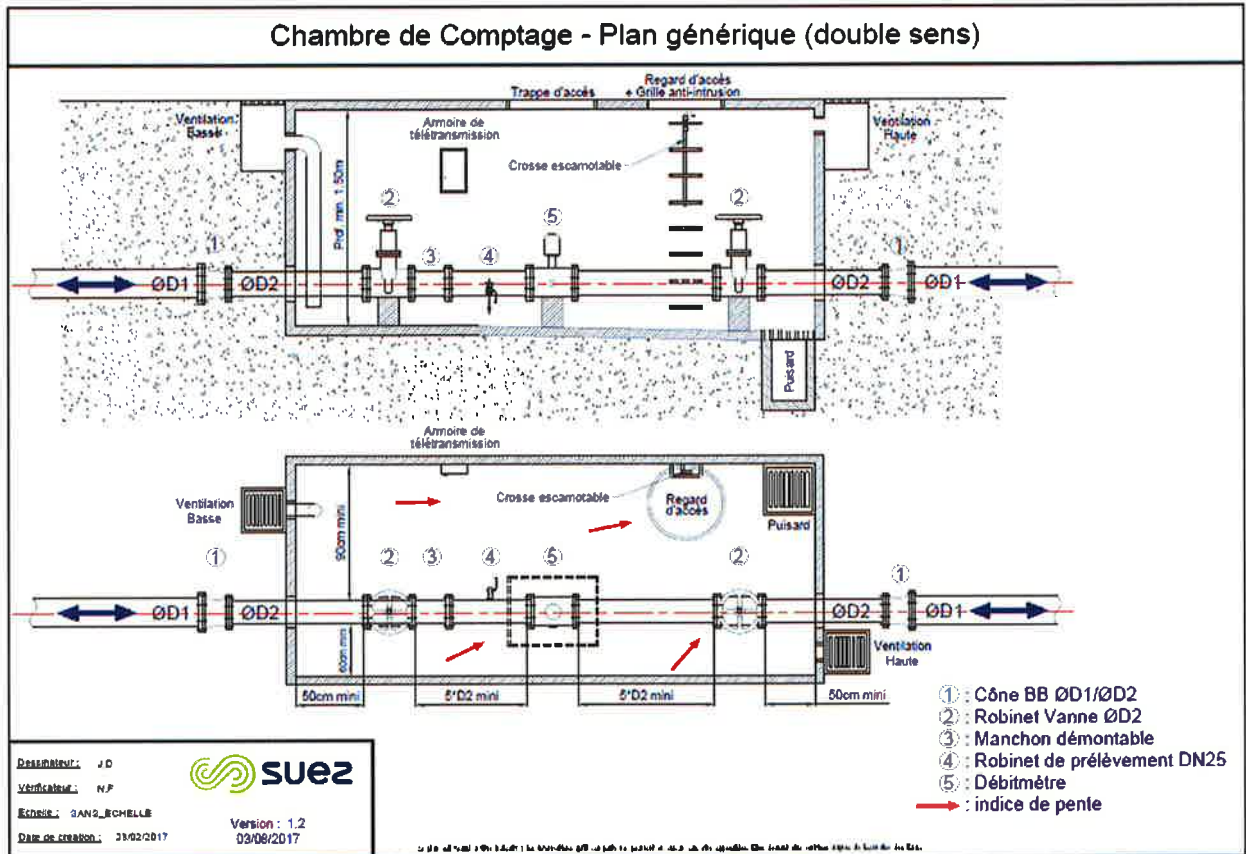 Chambre de Comptage - Plan générique (double sens)
Trappe d'accès
Regard d'accès
+ Grille anti-intrusion
Ventilation
Basse
Armoire de
télétransmission
Crosse escamotable
Ventilation
Haute
Prof. min. 1.50m
1
2
3
4
5
2
1
ØD1
ØD2
ØD2
ØD1
Puisard
Armoire de
télétransmission
Ventilation
Basse
Crosse escamotable
Regard
d'accès
Puisard
90cm mini
1
2
3
4
5
2
1
ØD1
ØD2
ØD2
ØD1
60cm mini
Ventilation
Haute
50cm mini
5*D2 mini
5*D2 mini
50cm mini
1 : Cône BB ØD1/ØD2
2 : Robinet Vanne ØD2
3 : Manchon démontable
4 : Robinet de prélèvement DN25
5 : Débitmètre
: indice de pente
Dessinateur : J.D
Vérificateur : N.P
Echelle : SANS_ECHELLE
Date de création :
suez
Version : 1.2
03/08/2017